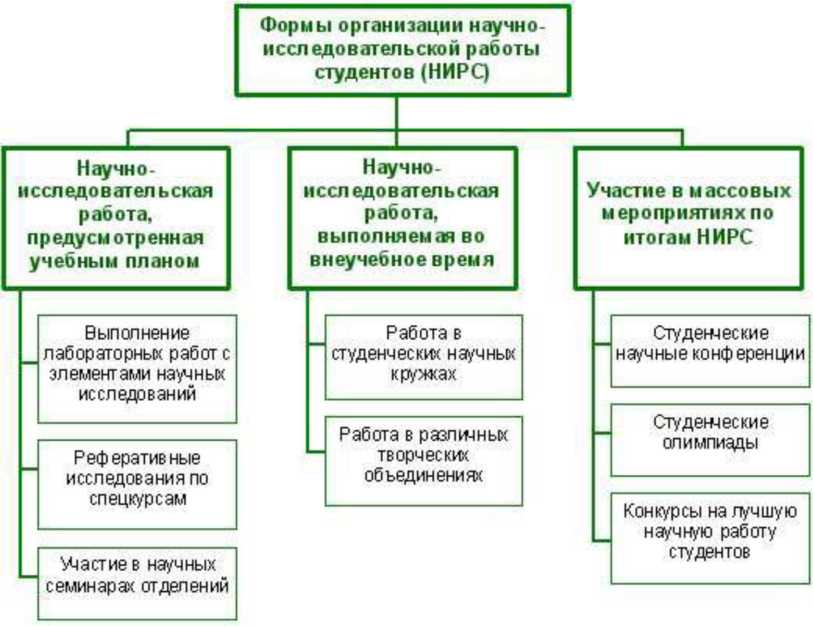 Формы организации научно-
исследовательской работы
студентов (НИРС)
Научно-
исследовательская
работа,
предусмотренная
учебным планом
Выполнение
лабораторных работ с
элементами научных
исследований
Реферативные
исследования по
спецкурсам
Участие в научных
семинарах отделений
Научно-
исследовательская
работа,
выполняемая во
внеучебное время
Работа в
студенческих научных
кружках
Работа в различных
творческих
объединениях
Участие в массовых
мероприятиях по
итогам НИРС
Студенческие
научные конференции
Студенческие
олимпиады
Конкурсы на лучшую
научную работу
студентов